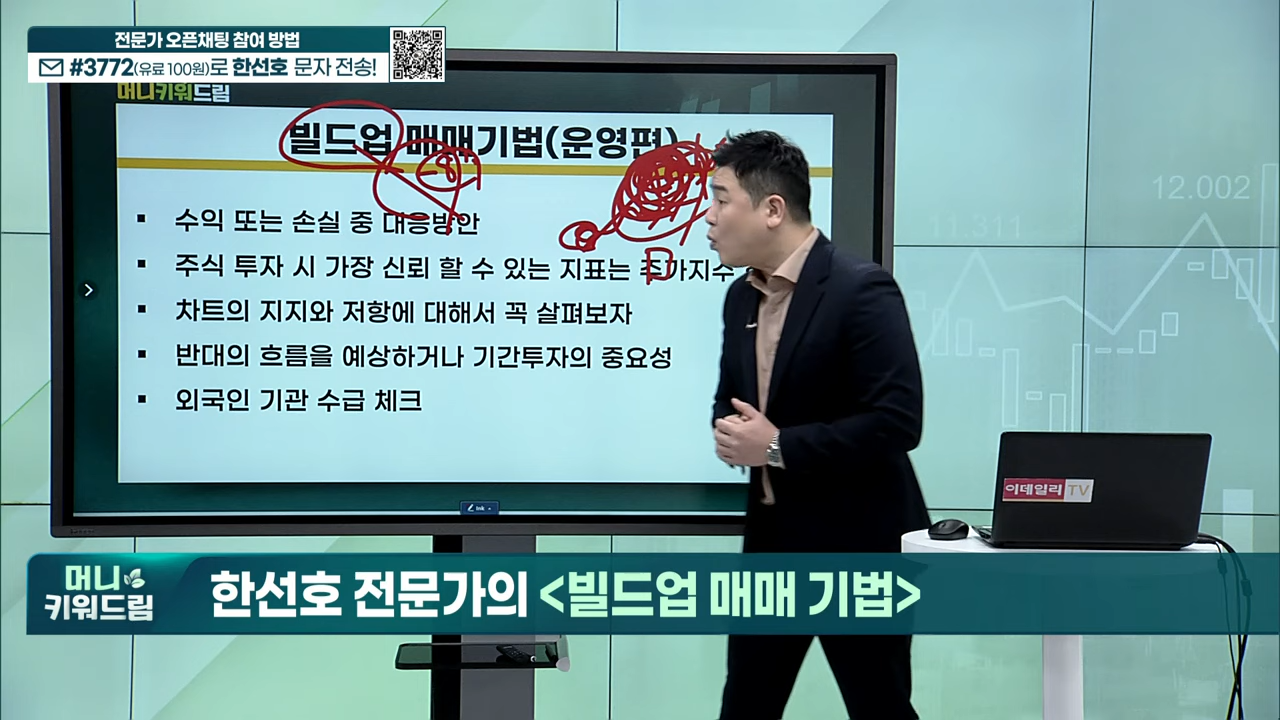 전문가 오픈채팅 참여 방법
#3772(유료 100원)로 한선호 문자 전송!
머니키워드림
빌드업 매매기법(운영편)
-8
▪ 수익 또는 손실 중 대응방안
▪ 주식 투자 시 가장 신뢰 할 수 있는 지표는 주가지수
▪ 차트의 지지와 저항에 대해서 꼭 살펴보자
▪ 반대의 흐름을 예상하거나 기간투자의 중요성
▪ 외국인 기관 수급 체크
Ink
12.002
11.311
이데일리 TV
머니
키워드림
한선호 전문가의 <빌드업 매매 기법>